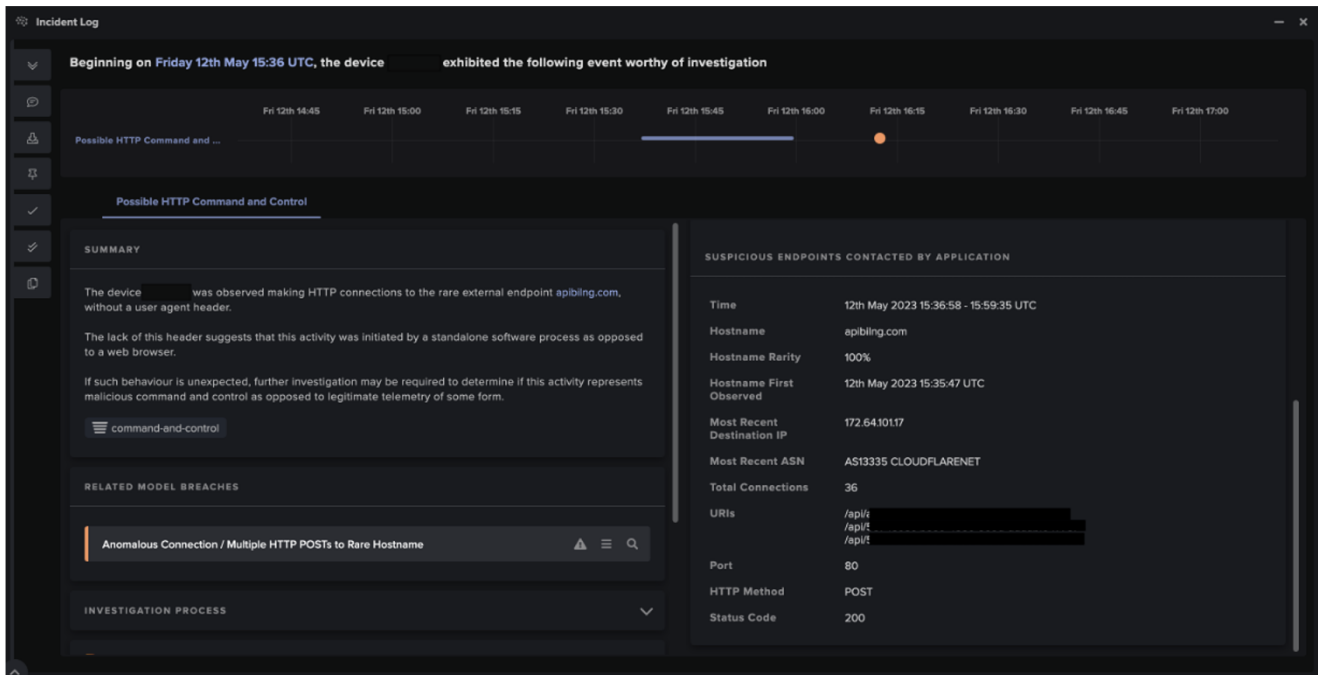 Incident Log
Beginning on Friday 12th May 15:36 UTC, the device exhibited the following event worthy of investigation
Fri 12th 14:45 Fri 12th 15:00 Fri 12th 15:15 Fri 12th 15:30 Fri 12th 15:45 Fri 12th 16:00 Fri 12th 16:15 Fri 12th 16:30 Fri 12th 16:45 Fri 12th 17:00
Possible HTTP Command and ...
Possible HTTP Command and Control
SUMMARY
The device was observed making HTTP connections to the rare external endpoint apibilng.com,
without a user agent header.
The lack of this header suggests that this activity was initiated by a standalone software process as opposed
to a web browser.
If such behaviour is unexpected, further investigation may be required to determine if this activity represents
malicious command and control as opposed to legitimate telemetry of some form.
command-and-control
RELATED MODEL BREACHES
Anomalous Connection / Multiple HTTP POSTs to Rare Hostname
INVESTIGATION PROCESS
SUSPICIOUS ENDPOINTS CONTACTED BY APPLICATION
Time 12th May 2023 15:36:58 - 15:59:35 UTC
Hostname apibilng.com
Hostname Rarity 100%
Hostname First
Observed 12th May 2023 15:35:47 UTC
Most Recent
Destination IP 172.64.101.17
Most Recent ASN AS13335 CLOUDFLARENET
Total Connections 36
URIs /api/
/api/5
/api/
Port 80
HTTP Method POST
Status Code 200